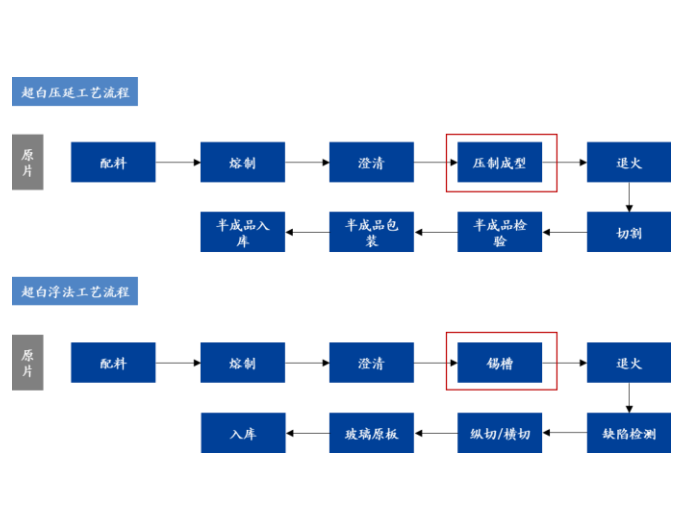 超白压延工艺流程
原
片
配料
熔制
澄清
压制成型
退火
半成品入
库
半成品包
装
半成品检
验
切割
超白浮法工艺流程
原
片
配料
熔制
澄清
锡槽
退火
入库
玻璃原板
纵切/横切
缺陷检测